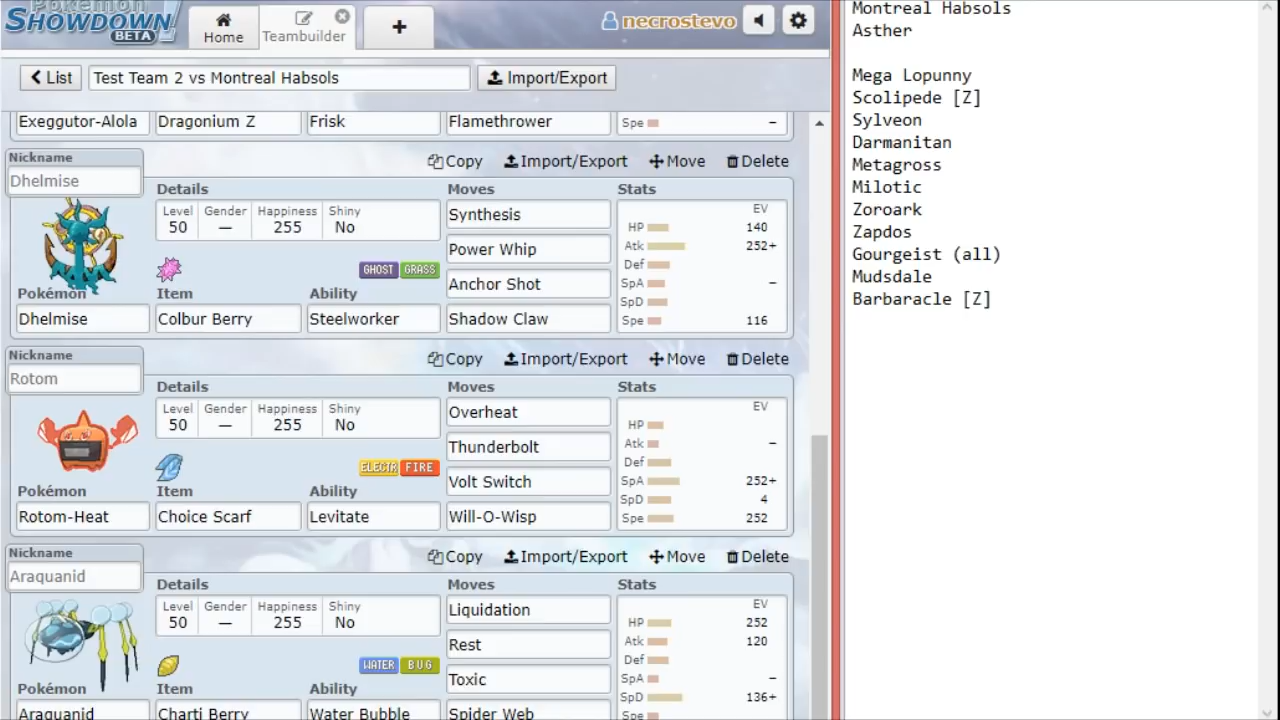 Pokémon
SHOWDOWN
BETA
Home
Teambuilder
+
necrostevo
List
Test Team 2 vs Montreal Habsols
Import/Export
Exeggutor-Alola Dragonium Z Frisk Flamethrower Spe –
Nickname
Dhelmise
Copy Import/Export Move Delete
Details Moves Stats
Level Gender Happiness Shiny
50 — 255 No
Synthesis
Power Whip
Anchor Shot
Shadow Claw
EV
HP 140
Atk 252+
Def
SpA –
SpD
Spe 116
GHOST GRASS
Pokémon Item Ability
Dhelmise Colbur Berry Steelworker
Nickname
Rotom
Copy Import/Export Move Delete
Details Moves Stats
Level Gender Happiness Shiny
50 — 255 No
Overheat
Thunderbolt
Volt Switch
Will-O-Wisp
EV
HP
Atk –
Def
SpA 252+
SpD 4
Spe 252
ELECTR FIRE
Pokémon Item Ability
Rotom-Heat Choice Scarf Levitate
Nickname
Araquanid
Copy Import/Export Move Delete
Details Moves Stats
Level Gender Happiness Shiny
50 — 255 No
Liquidation
Rest
Toxic
Spider Web
EV
HP 252
Atk 120
Def
SpA –
SpD 136+
Spe
WATER BUG
Pokémon Item Ability
Araquanid Charti Berry Water Bubble
Montreal Habsols
Asther
Mega Lopunny
Scolipede [Z]
Sylveon
Darmanitan
Metagross
Milotic
Zoroark
Zapdos
Gourgeist (all)
Mudsdale
Barbaracle [Z]